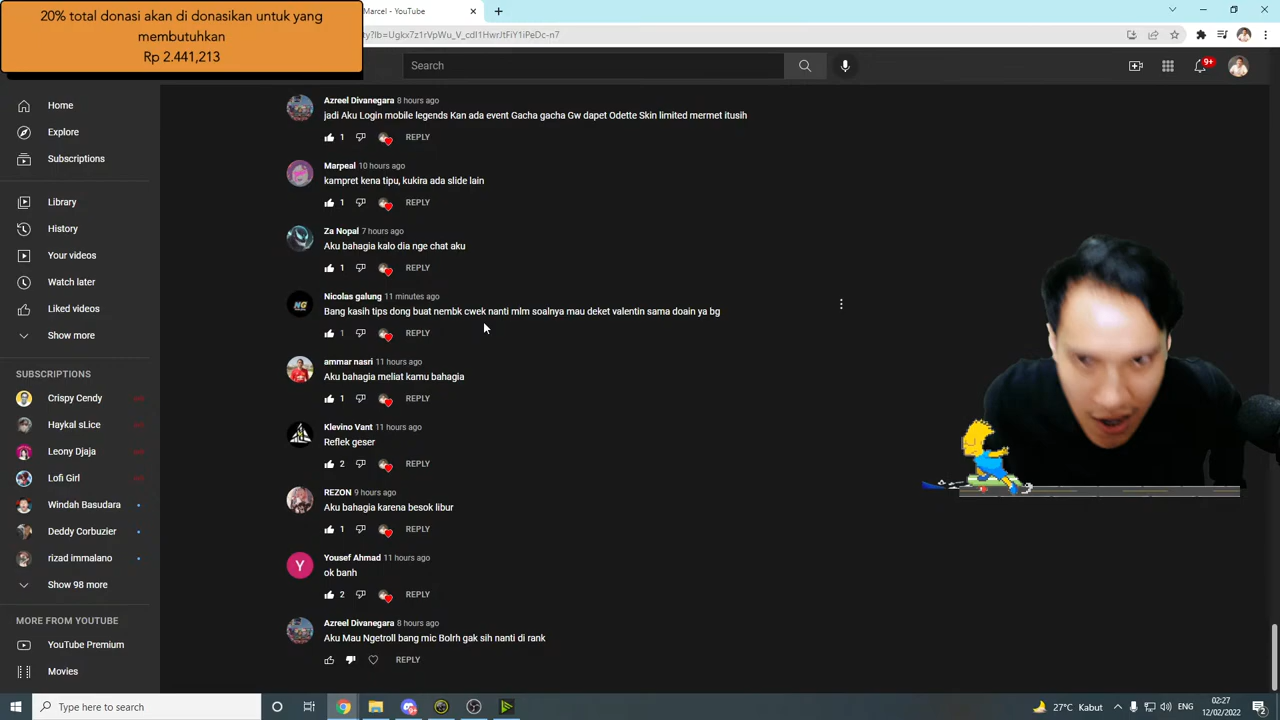 20% total donasi akan di donasikan untuk yang
membutuhkan
Rp 2.441,213
Marcel - YouTube
?lb=Ugkx7z1rVpWu_V_cdI1HwrJtFiY1iPeDc-n7
Search
9+
Home
Explore
Subscriptions
Library
History
Your videos
Watch later
Liked videos
Show more
SUBSCRIPTIONS
Crispy Cendy
Haykal sLice
Leony Djaja
Lofi Girl
Windah Basudara
Deddy Corbuzier
rizad immalano
Show 98 more
MORE FROM YOUTUBE
YouTube Premium
Movies
Azreel Divanegara 8 hours ago
jadi Aku Login mobile legends Kan ada event Gacha gacha Gw dapet Odette Skin limited mermet itusih
1 REPLY
Marpeal 10 hours ago
kampret kena tipu, kukira ada slide lain
1 REPLY
Za Nopal 7 hours ago
Aku bahagia kalo dia nge chat aku
1 REPLY
Nicolas galung 11 minutes ago
Bang kasih tips dong buat nembk cwek nanti mlm soalnya mau deket valentin sama doain ya bg
1 REPLY
ammar nasri 11 hours ago
Aku bahagia meliat kamu bahagia
1 REPLY
Klevino Vant 11 hours ago
Reflek geser
2 REPLY
REZON 9 hours ago
Aku bahagia karena besok libur
1 REPLY
Y
Yousef Ahmad 11 hours ago
ok banh
2 REPLY
Azreel Divanegara 8 hours ago
Aku Mau Ngetroll bang mic Bolrh gak sih nanti di rank
REPLY
Type here to search
27°C Kabut
02:27
12/02/2022
2